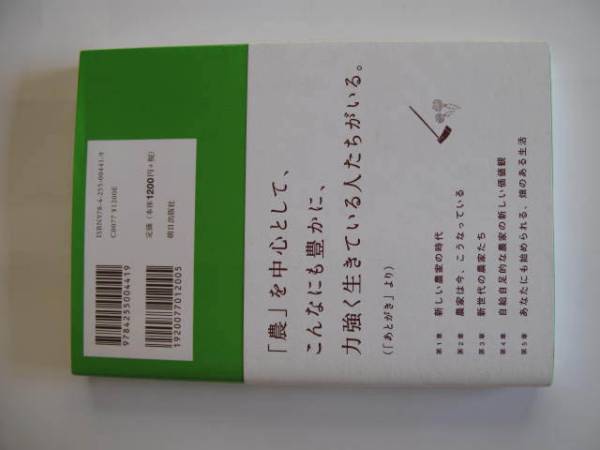 「農」を中心として、
こんなにも豊かに、
力強く生きている人たちがいる。
(「あとがき」より)
第1章 新しい農家の時代
第2章 農家は今、こうなっている
第3章 新世代の農家たち
第4章 自給自足的な農家の新しい価値観
第5章 あなたにも始められる、畑のある生活
ISBN978-4-255-00441-9
C0077 ¥1200E
定価(本体1200円+税)
朝日出版社
9784255004419
1920077012005